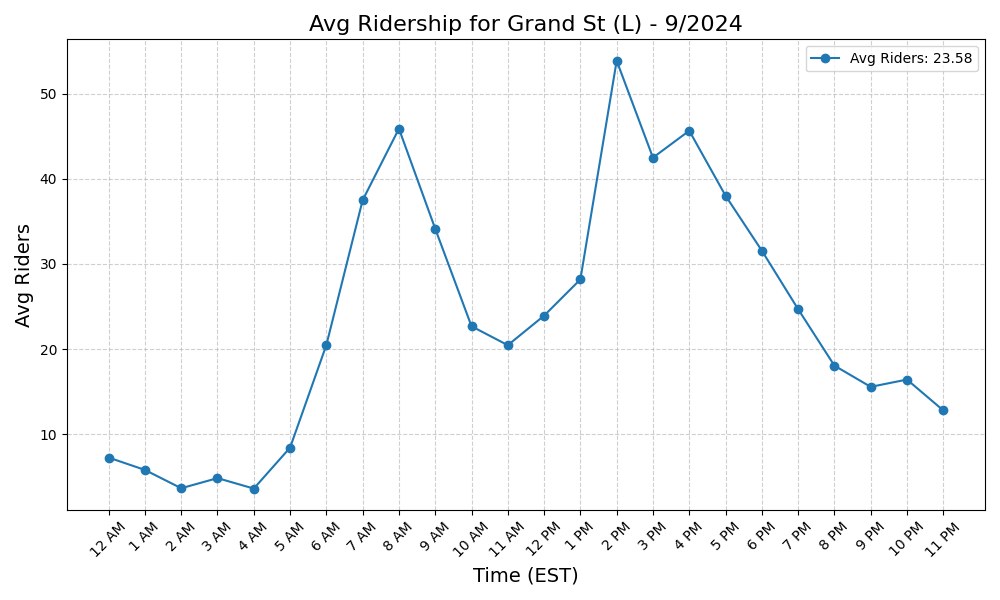 Avg Ridership for Grand St (L) - 9/2024
Avg Riders: 23.58
Avg Riders
50
40
30
20
10
12 AM
1 AM
2 AM
3 AM
4 AM
5 AM
6 AM
7 AM
8 AM
9 AM
10 AM
11 AM
12 PM
1 PM
2 PM
3 PM
4 PM
5 PM
6 PM
7 PM
8 PM
9 PM
10 PM
11 PM
Time (EST)